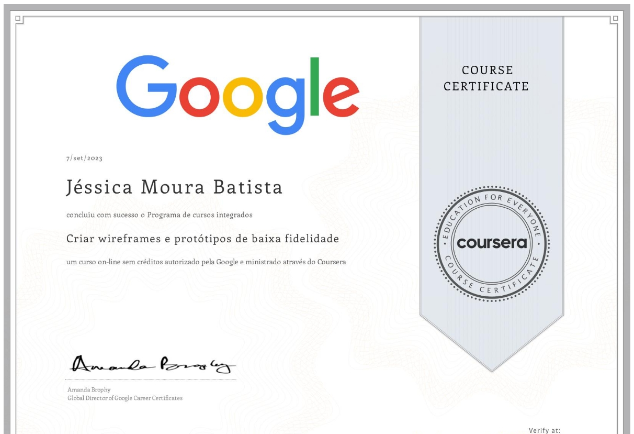 Google
COURSE
CERTIFICATE
7/set/2023
Jéssica Moura Batista
concluiu com sucesso o Programa de cursos integrados
Criar wireframes e protótipos de baixa fidelidade
um curso on-line sem créditos autorizado pela Google e ministrado através do Coursera
EDUCATION FOR EVERYONE
coursera
COURSE CERTIFICATE
Amanda Brophy
Amanda Brophy
Global Director of Google Career Certificates
Verify at: